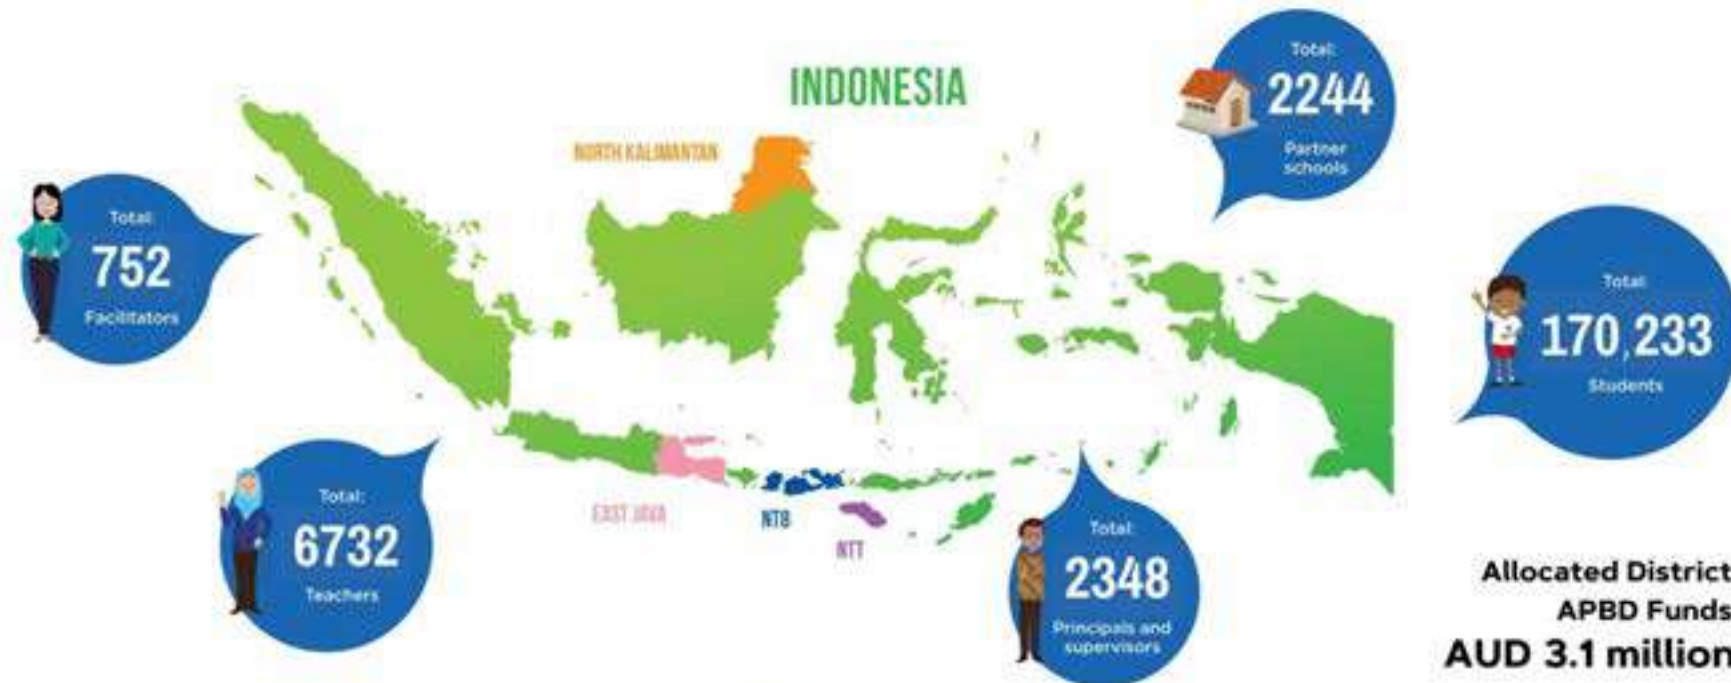 INDONESIA
Total:
2244
Partner
schools
NORTH KALIMANTAN
Total:
752
Facilitators
Total:
170,233
Students
Total:
6732
Teachers
EAST JAVA
NTB
NTT
Total:
2348
Principals and
supervisors
Allocated District
APBD Funds
AUD 3.1 million